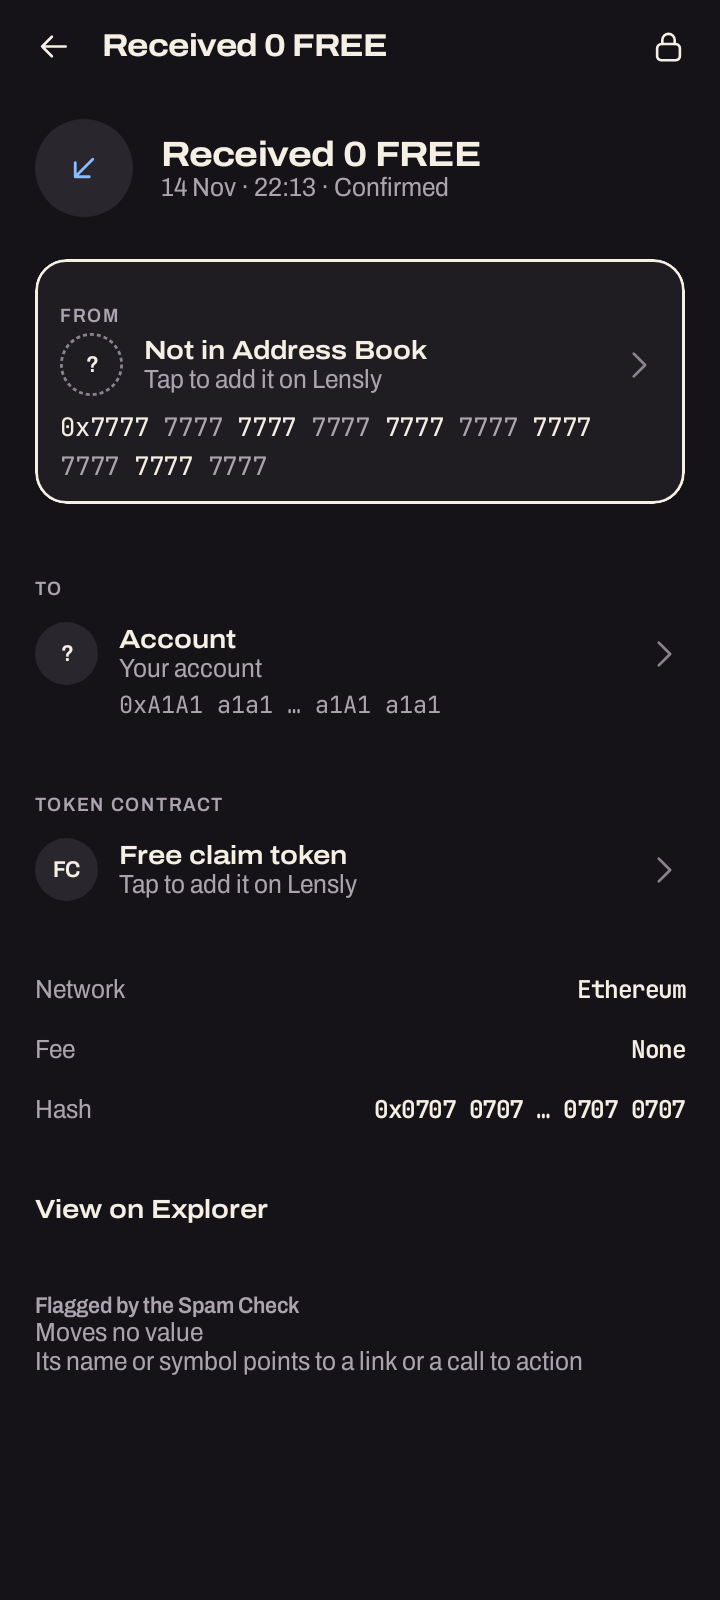 Received 0 FREE
Received 0 FREE
14 Nov · 22:13 · Confirmed
FROM
?
Not in Address Book
Tap to add it on Lensly
0x7777 7777 7777 7777 7777 7777 7777
7777 7777 7777
TO
?
Account
Your account
0xA1A1 a1a1 … a1A1 a1a1
TOKEN CONTRACT
FC
Free claim token
Tap to add it on Lensly
Network Ethereum
Fee None
Hash 0x0707 0707 … 0707 0707
View on Explorer
Flagged by the Spam Check
Moves no value
Its name or symbol points to a link or a call to action